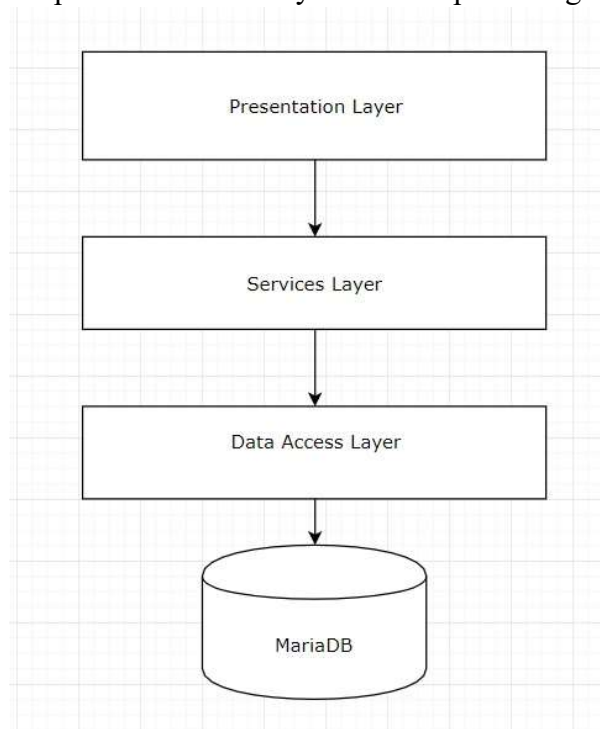 Presentation Layer
Services Layer
Data Access Layer
MariaDB